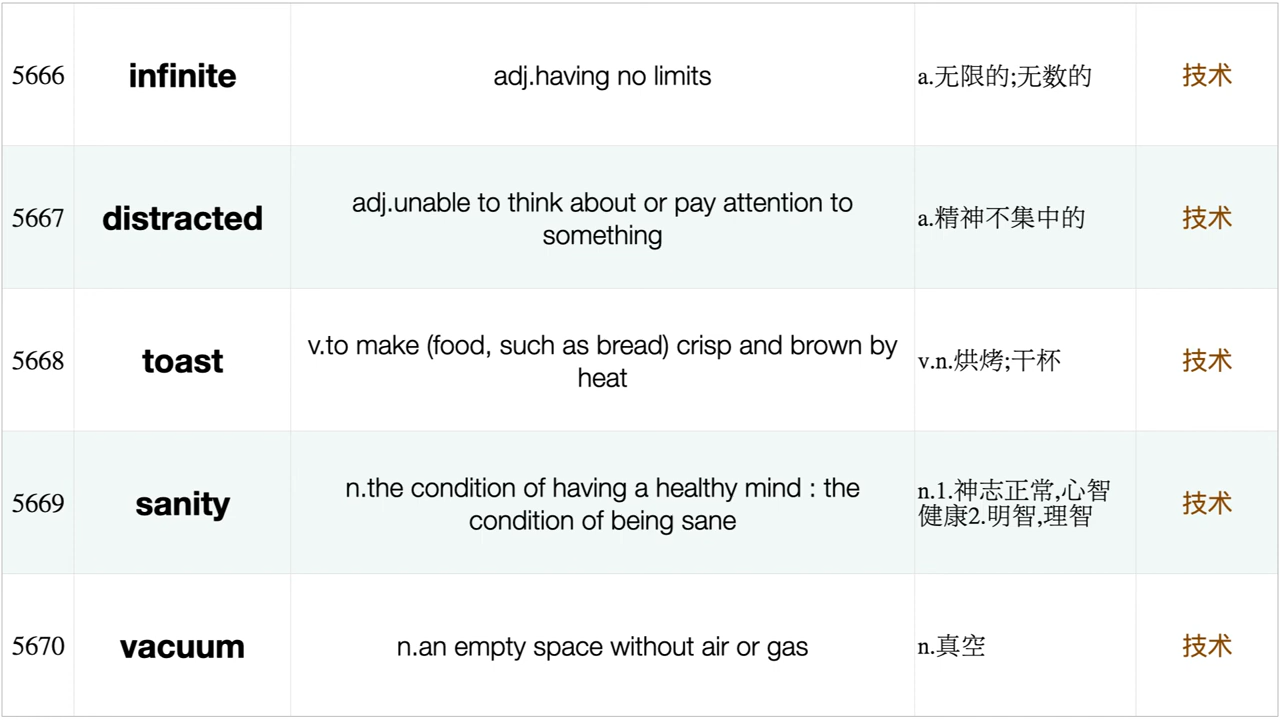 5666 infinite adj.having no limits a.无限的;无数的 技术
5667 distracted adj.unable to think about or pay attention to something a.精神不集中的 技术
5668 toast v.to make (food, such as bread) crisp and brown by heat v.n.烘烤;干杯 技术
5669 sanity n.the condition of having a healthy mind : the condition of being sane n.1.神志正常,心智健康2.明智,理智 技术
5670 vacuum n.an empty space without air or gas n.真空 技术